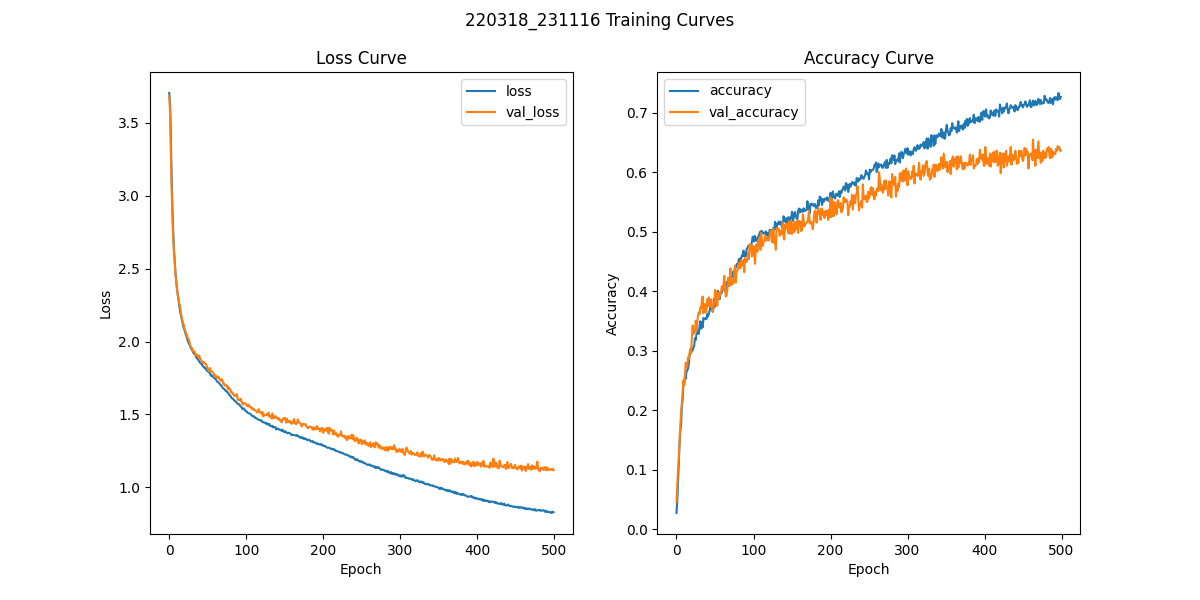 220318_231116 Training Curves
Loss Curve
loss
val_loss
3.5
3.0
2.5
2.0
1.5
1.0
Loss
0
100
200
300
400
500
Epoch
Accuracy Curve
accuracy
val_accuracy
0.7
0.6
0.5
0.4
0.3
0.2
0.1
0.0
Accuracy
0
100
200
300
400
500
Epoch